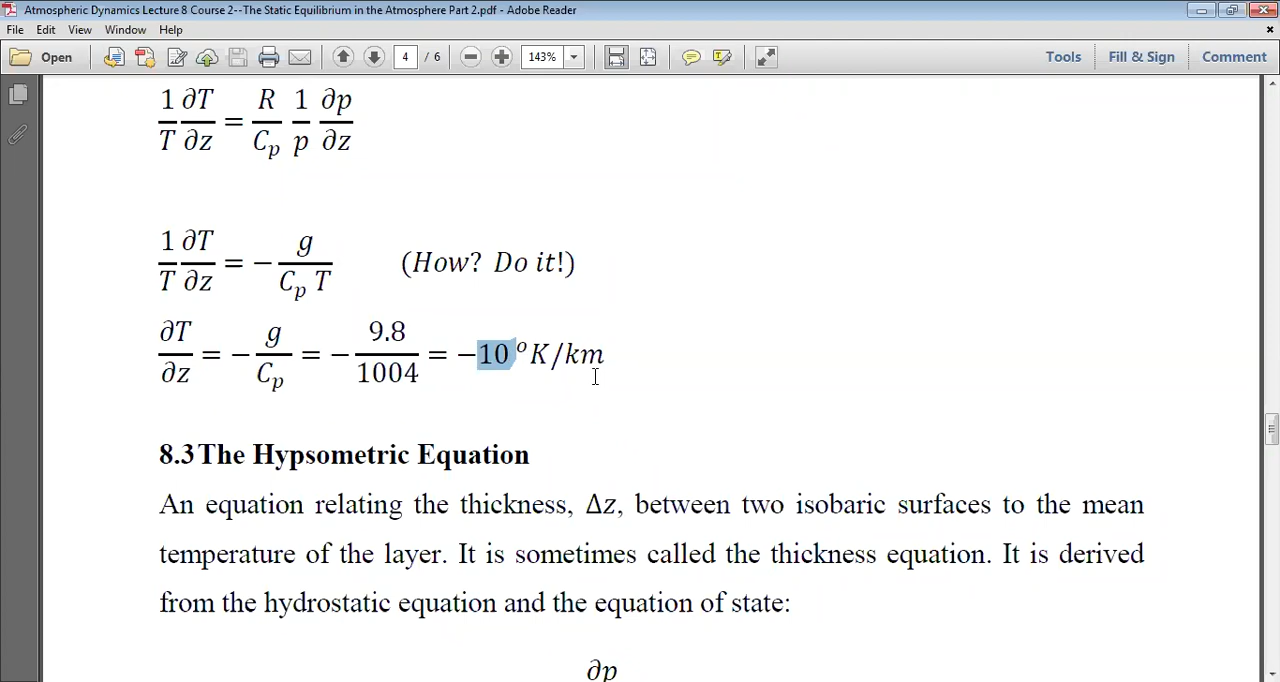 Atmospheric Dynamics Lecture 8 Course 2--The Static Equilibrium in the Atmosphere Part 2.pdf - Adobe Reader
File Edit View Window Help
Open 4 / 6 143% Tools Fill & Sign Comment
1/T ∂T/∂z = R/C_p 1/p ∂p/∂z
1/T ∂T/∂z = − g/(C_p T) (How? Do it!)
∂T/∂z = − g/C_p = − 9.8/1004 = −10 °K/km
8.3 The Hypsometric Equation
An equation relating the thickness, Δz, between two isobaric surfaces to the mean
temperature of the layer. It is sometimes called the thickness equation. It is derived
from the hydrostatic equation and the equation of state:
∂p